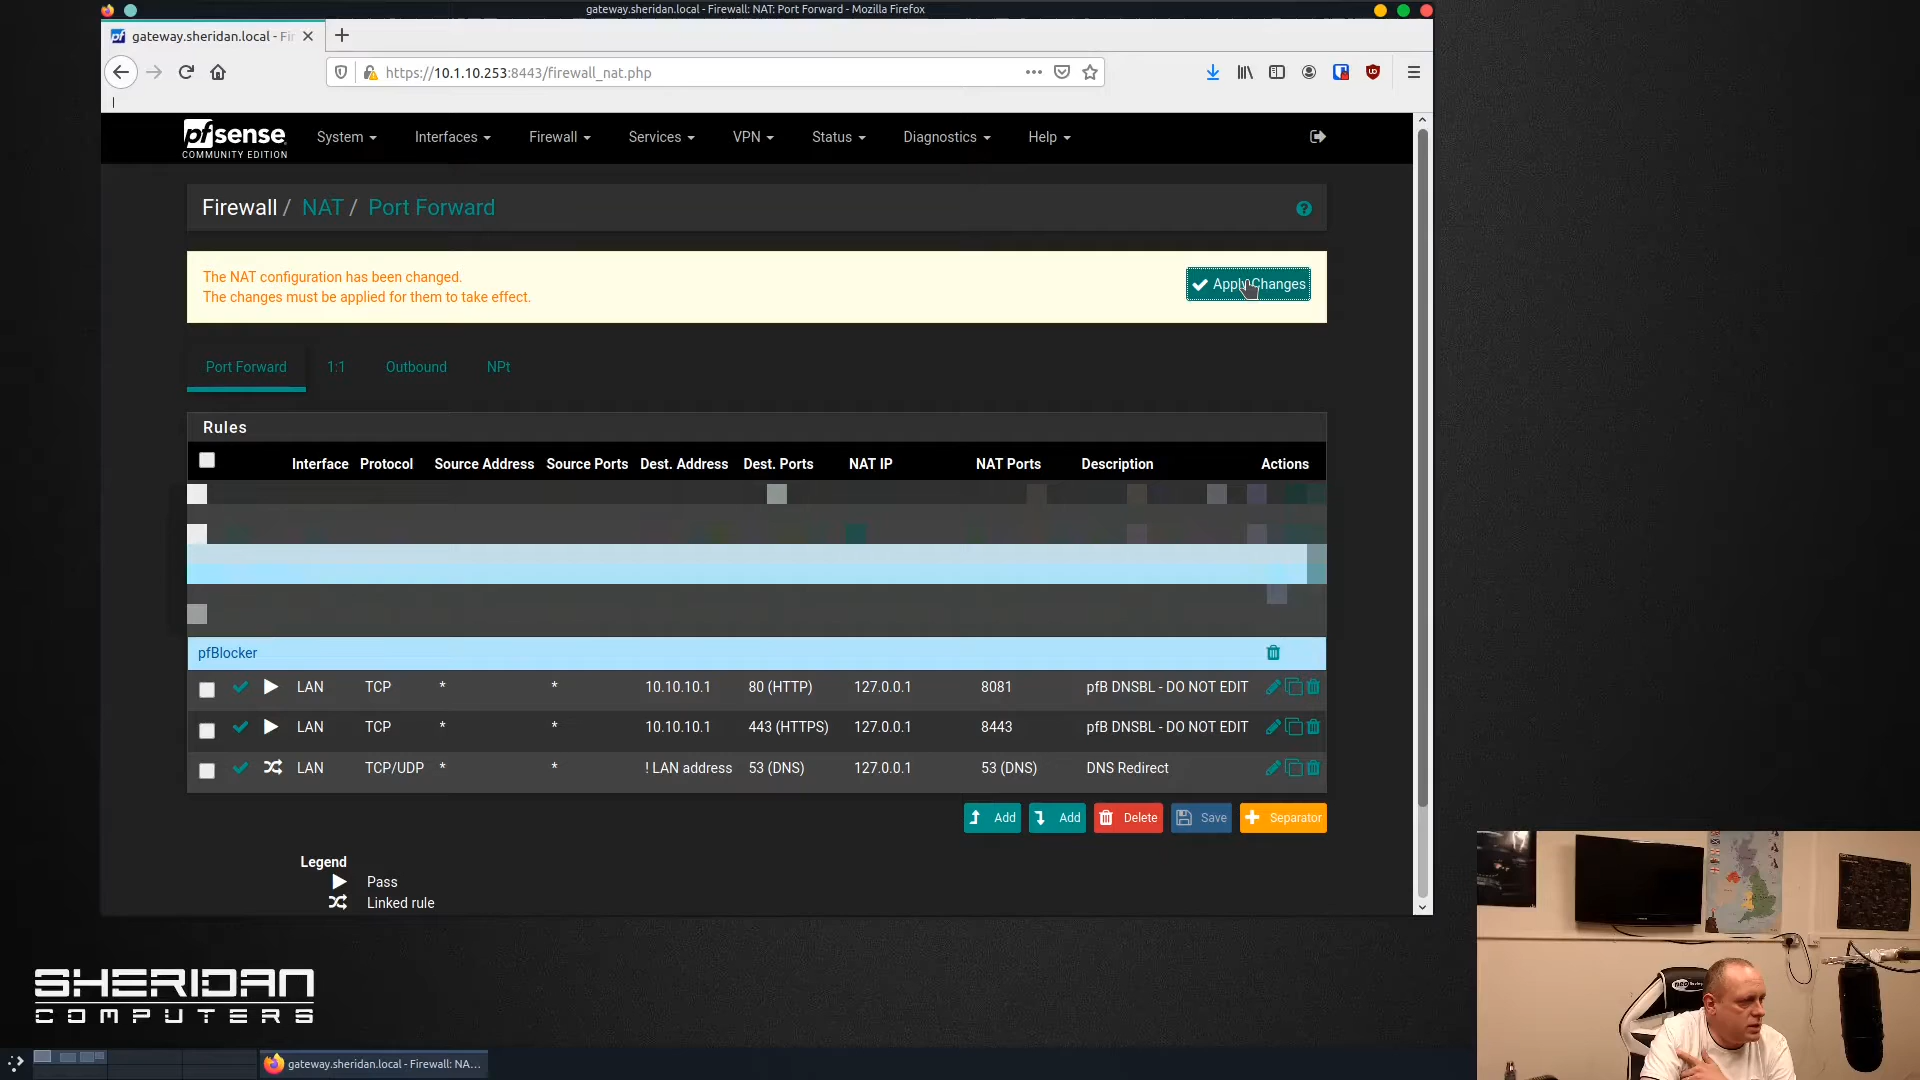 gateway.sheridan.local - Firewall: NAT: Port Forward - Mozilla Firefox
gateway.sheridan.local - Fir
https://10.1.10.253:8443/firewall_nat.php
pfsense
COMMUNITY EDITION
System
Interfaces
Firewall
Services
VPN
Status
Diagnostics
Help
Firewall / NAT / Port Forward
The NAT configuration has been changed.
The changes must be applied for them to take effect.
Apply Changes
Port Forward
1:1
Outbound
NPt
Rules
Interface Protocol Source Address Source Ports Dest. Address Dest. Ports NAT IP NAT Ports Description Actions
pfBlocker
LAN TCP * * 10.10.10.1 80 (HTTP) 127.0.0.1 8081 pfB DNSBL - DO NOT EDIT
LAN TCP * * 10.10.10.1 443 (HTTPS) 127.0.0.1 8443 pfB DNSBL - DO NOT EDIT
LAN TCP/UDP * * ! LAN address 53 (DNS) 127.0.0.1 53 (DNS) DNS Redirect
Add
Add
Delete
Save
Separator
Legend
Pass
Linked rule
SHERIDAN
COMPUTERS
gateway.sheridan.local - Firewall: NA...